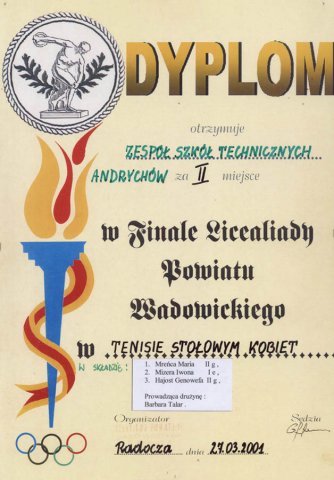 DYPLOM
otrzymuje
ZESPÓŁ SZKÓŁ TECHNICZNYCH
ANDRYCHÓW za II miejsce
w Finale Licealiady
Powiatu
Wadowickiego
w TENISIE STOŁOWYM KOBIET
W SKŁADZIE:
1. Mreńca Maria II g,
2. Mizera Iwona I e,
3. Hajost Genowefa II g,
Prowadząca drużynę:
Barbara Talar.
Organizator Sędzia
Radocza dnia 27.03.2001